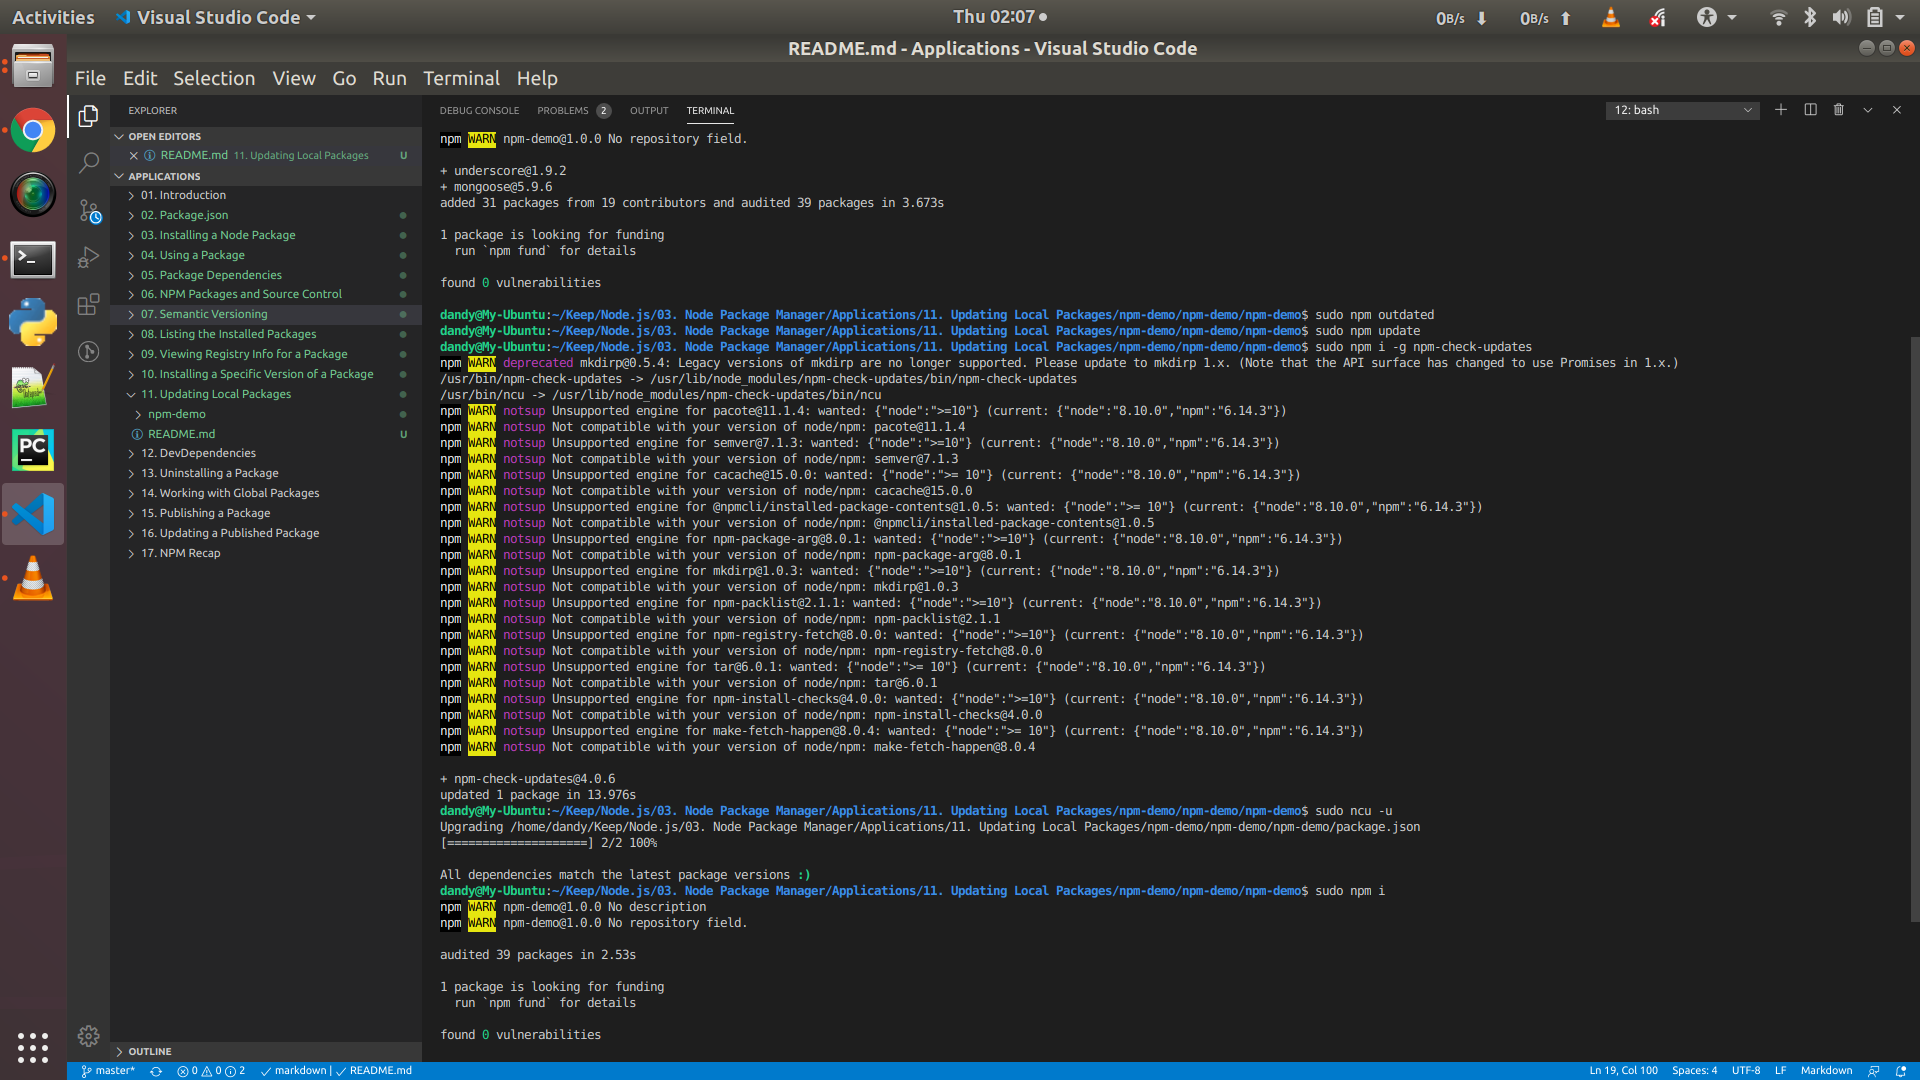 Activities
Visual Studio Code
Thu 02:07
0B/s
0B/s
README.md - Applications - Visual Studio Code
File Edit Selection View Go Run Terminal Help
EXPLORER
OPEN EDITORS
README.md 11. Updating Local Packages U
APPLICATIONS
01. Introduction
02. Package.json
03. Installing a Node Package
04. Using a Package
05. Package Dependencies
06. NPM Packages and Source Control
07. Semantic Versioning
08. Listing the Installed Packages
09. Viewing Registry Info for a Package
10. Installing a Specific Version of a Package
11. Updating Local Packages
npm-demo
README.md U
12. DevDependencies
13. Uninstalling a Package
14. Working with Global Packages
15. Publishing a Package
16. Updating a Published Package
17. NPM Recap
OUTLINE
DEBUG CONSOLE PROBLEMS 2 OUTPUT TERMINAL
12: bash
npm WARN npm-demo@1.0.0 No repository field.
+ underscore@1.9.2
+ mongoose@5.9.6
added 31 packages from 19 contributors and audited 39 packages in 3.673s
1 package is looking for funding
run `npm fund` for details
found 0 vulnerabilities
dandy@My-Ubuntu:~/Keep/Node.js/03. Node Package Manager/Applications/11. Updating Local Packages/npm-demo/npm-demo/npm-demo$ sudo npm outdated
dandy@My-Ubuntu:~/Keep/Node.js/03. Node Package Manager/Applications/11. Updating Local Packages/npm-demo/npm-demo/npm-demo$ sudo npm update
dandy@My-Ubuntu:~/Keep/Node.js/03. Node Package Manager/Applications/11. Updating Local Packages/npm-demo/npm-demo/npm-demo$ sudo npm i -g npm-check-updates
npm WARN deprecated mkdirp@0.5.4: Legacy versions of mkdirp are no longer supported. Please update to mkdirp 1.x. (Note that the API surface has changed to use Promises in 1.x.)
/usr/bin/npm-check-updates -> /usr/lib/node_modules/npm-check-updates/bin/npm-check-updates
/usr/bin/ncu -> /usr/lib/node_modules/npm-check-updates/bin/ncu
npm WARN notsup Unsupported engine for pacote@11.1.4: wanted: {"node":">=10"} (current: {"node":"8.10.0","npm":"6.14.3"})
npm WARN notsup Not compatible with your version of node/npm: pacote@11.1.4
npm WARN notsup Unsupported engine for semver@7.1.3: wanted: {"node":">=10"} (current: {"node":"8.10.0","npm":"6.14.3"})
npm WARN notsup Not compatible with your version of node/npm: semver@7.1.3
npm WARN notsup Unsupported engine for cacache@15.0.0: wanted: {"node":">= 10"} (current: {"node":"8.10.0","npm":"6.14.3"})
npm WARN notsup Not compatible with your version of node/npm: cacache@15.0.0
npm WARN notsup Unsupported engine for @npmcli/installed-package-contents@1.0.5: wanted: {"node":">= 10"} (current: {"node":"8.10.0","npm":"6.14.3"})
npm WARN notsup Not compatible with your version of node/npm: @npmcli/installed-package-contents@1.0.5
npm WARN notsup Unsupported engine for npm-package-arg@8.0.1: wanted: {"node":">=10"} (current: {"node":"8.10.0","npm":"6.14.3"})
npm WARN notsup Not compatible with your version of node/npm: npm-package-arg@8.0.1
npm WARN notsup Unsupported engine for mkdirp@1.0.3: wanted: {"node":">=10"} (current: {"node":"8.10.0","npm":"6.14.3"})
npm WARN notsup Not compatible with your version of node/npm: mkdirp@1.0.3
npm WARN notsup Unsupported engine for npm-packlist@2.1.1: wanted: {"node":">=10"} (current: {"node":"8.10.0","npm":"6.14.3"})
npm WARN notsup Not compatible with your version of node/npm: npm-packlist@2.1.1
npm WARN notsup Unsupported engine for npm-registry-fetch@8.0.0: wanted: {"node":">=10"} (current: {"node":"8.10.0","npm":"6.14.3"})
npm WARN notsup Not compatible with your version of node/npm: npm-registry-fetch@8.0.0
npm WARN notsup Unsupported engine for tar@6.0.1: wanted: {"node":">= 10"} (current: {"node":"8.10.0","npm":"6.14.3"})
npm WARN notsup Not compatible with your version of node/npm: tar@6.0.1
npm WARN notsup Unsupported engine for npm-install-checks@4.0.0: wanted: {"node":">=10"} (current: {"node":"8.10.0","npm":"6.14.3"})
npm WARN notsup Not compatible with your version of node/npm: npm-install-checks@4.0.0
npm WARN notsup Unsupported engine for make-fetch-happen@8.0.4: wanted: {"node":">= 10"} (current: {"node":"8.10.0","npm":"6.14.3"})
npm WARN notsup Not compatible with your version of node/npm: make-fetch-happen@8.0.4
+ npm-check-updates@4.0.6
updated 1 package in 13.976s
dandy@My-Ubuntu:~/Keep/Node.js/03. Node Package Manager/Applications/11. Updating Local Packages/npm-demo/npm-demo/npm-demo$ sudo ncu -u
Upgrading /home/dandy/Keep/Node.js/03. Node Package Manager/Applications/11. Updating Local Packages/npm-demo/npm-demo/npm-demo/package.json
[====================] 2/2 100%
All dependencies match the latest package versions :)
dandy@My-Ubuntu:~/Keep/Node.js/03. Node Package Manager/Applications/11. Updating Local Packages/npm-demo/npm-demo/npm-demo$ sudo npm i
npm WARN npm-demo@1.0.0 No description
npm WARN npm-demo@1.0.0 No repository field.
audited 39 packages in 2.53s
1 package is looking for funding
run `npm fund` for details
found 0 vulnerabilities
master* 0 0 2 markdown | README.md
Ln 19, Col 100 Spaces: 4 UTF-8 LF Markdown
PC